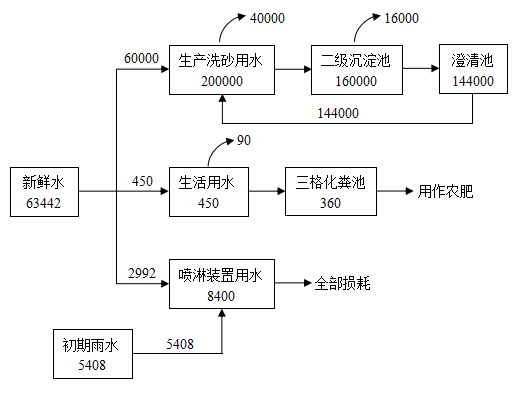 40000
16000
60000
生产洗砂用水
200000
二级沉淀池
160000
澄清池
144000
144000
90
新鲜水
63442
450
生活用水
450
三格化粪池
360
用作农肥
2992
喷淋装置用水
8400
全部损耗
初期雨水
5408
5408